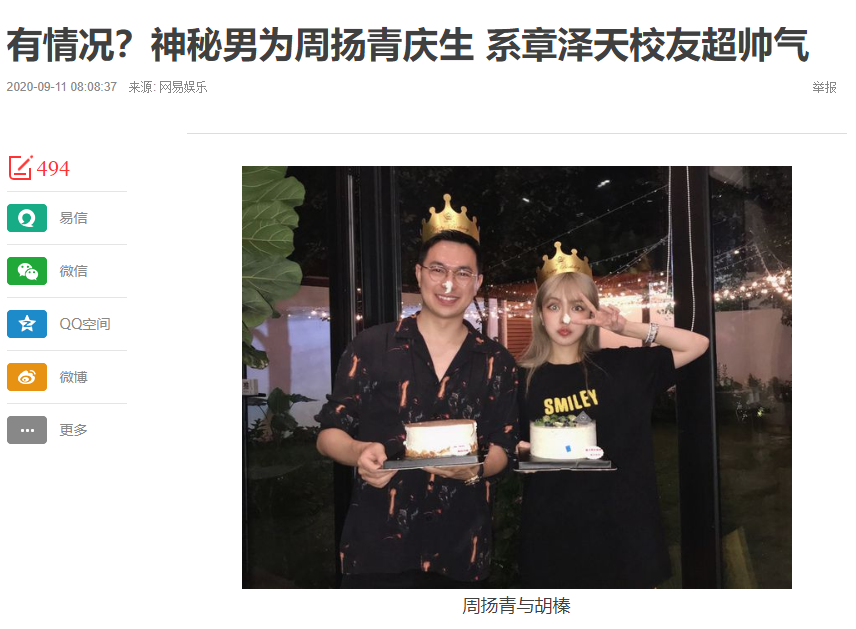 有情况？神秘男为周扬青庆生 系章泽天校友超帅气
2020-09-11 08:08:37 来源: 网易娱乐
举报
494
易信
微信
QQ空间
微博
更多
SMILEY
周扬青与胡榛